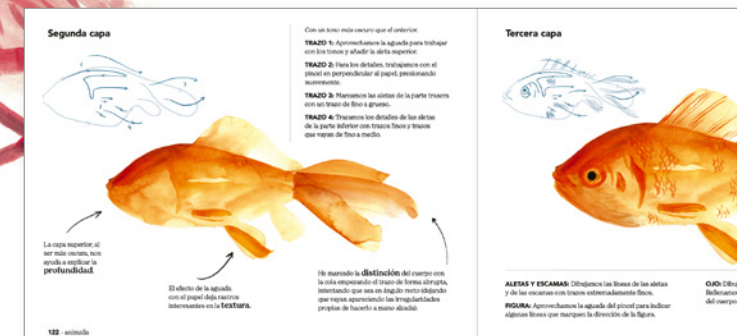 Segunda capa
Con un tono más oscuro que el anterior.
TRAZO 1: Aprovechamos la aguada para trabajar
con los tonos y añadir la aleta superior.
TRAZO 2: Para los detalles, trabajamos con el
pincel en perpendicular al papel, presionando
suavemente.
TRAZO 3: Marcamos las aletas de la parte trasera
con un trazo de fino a grueso.
TRAZO 4: Trazamos los detalles de las aletas
de la parte inferior con trazos finos y trazos
que vayan de fino a medio.
La capa superior, al
ser más oscura, nos
ayuda a explicar la
profundidad.
El efecto de la aguada
con el papel deja rastros
interesantes en la textura.
He marcado la distinción del cuerpo con
la cola empezando el trazo de forma abrupta,
intentando que sea en ángulo recto (dejando
que vayan apareciendo las irregularidades
propias de hacerlo a mano alzada).
122 - animalia
Tercera capa
ALETAS Y ESCAMAS: Dibujamos las líneas de las aletas
y de las escamas con trazos extremadamente finos.
FIGURA: Aprovechamos la aguada del pincel para indicar
algunas líneas que marquen la dirección de la figura.
OJO: Dibuj
Rellenamos
del cuerpo